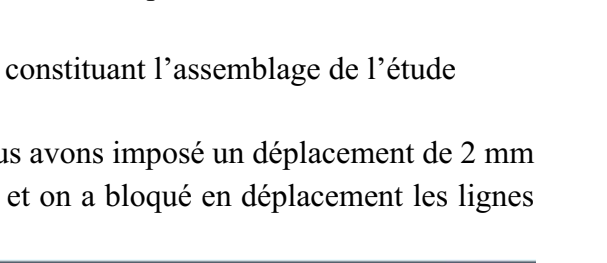 constituant l’assemblage de l’étude
us avons imposé un déplacement de 2 mm
et on a bloqué en déplacement les lignes